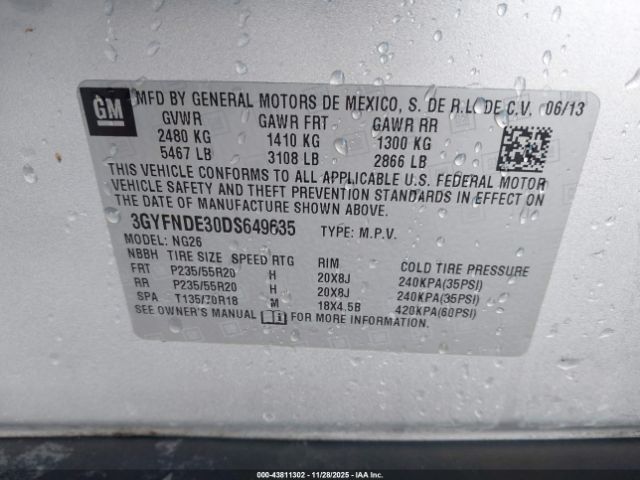 GM
MFD BY GENERAL MOTORS DE MEXICO, S. DE R.L. DE C.V. 06/13
GVWR GAWR FRT GAWR RR
2480 KG 1410 KG 1300 KG
5467 LB 3108 LB 2866 LB
THIS VEHICLE CONFORMS TO ALL APPLICABLE U.S. FEDERAL MOTOR
VEHICLE SAFETY AND THEFT PREVENTION STANDARDS IN EFFECT ON
THE DATE OF MANUFACTURE SHOWN ABOVE.
3GYFNDE30DS649635 TYPE: M.P.V.
MODEL: NG26
NBBH TIRE SIZE SPEED RTG RIM COLD TIRE PRESSURE
FRT P235/55R20 H 20X8J 240KPA(35PSI)
RR P235/55R20 H 20X8J 240KPA(35PSI)
SPA T135/70R18 18X4.5B 420KPA(60PSI)
SEE OWNER'S MANUAL FOR MORE INFORMATION.
000-43811302 - 11/28/2025 - IAAI.COM